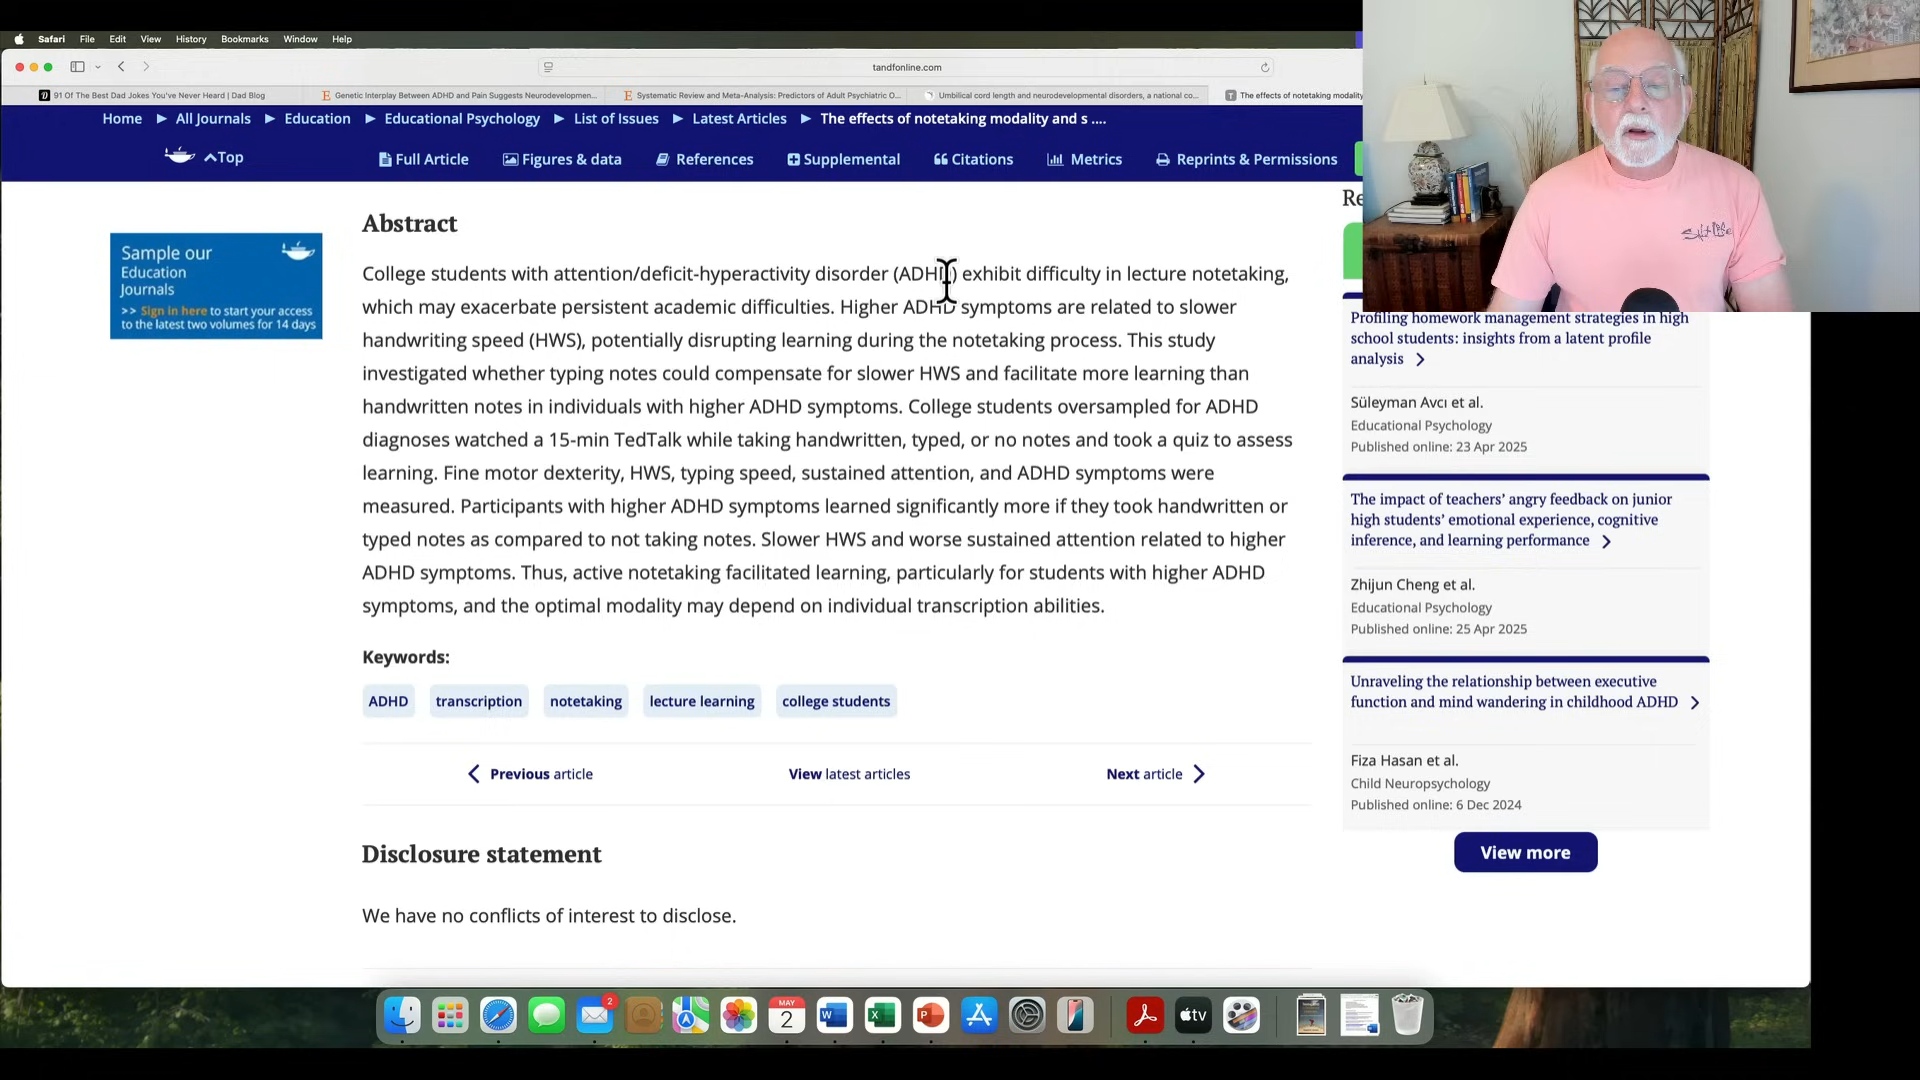 Safari File Edit View History Bookmarks Window Help
tandfonline.com
91 Of The Best Dad Jokes You've Never Heard | Dad Blog
Genetic Interplay Between ADHD and Pain Suggests Neurodevelopmen...
Systematic Review and Meta-Analysis: Predictors of Adult Psychiatric O...
Umbilical cord length and neurodevelopmental disorders, a national co...
The effects of notetaking modality
Home All Journals Education Educational Psychology List of Issues Latest Articles The effects of notetaking modality and s ....
Top
Full Article Figures & data References Supplemental Citations Metrics Reprints & Permissions
Sample our
Education
Journals
>> Sign in here to start your access
to the latest two volumes for 14 days
Abstract
College students with attention/deficit-hyperactivity disorder (ADHD) exhibit difficulty in lecture notetaking,
which may exacerbate persistent academic difficulties. Higher ADHD symptoms are related to slower
handwriting speed (HWS), potentially disrupting learning during the notetaking process. This study
investigated whether typing notes could compensate for slower HWS and facilitate more learning than
handwritten notes in individuals with higher ADHD symptoms. College students oversampled for ADHD
diagnoses watched a 15-min TedTalk while taking handwritten, typed, or no notes and took a quiz to assess
learning. Fine motor dexterity, HWS, typing speed, sustained attention, and ADHD symptoms were
measured. Participants with higher ADHD symptoms learned significantly more if they took handwritten or
typed notes as compared to not taking notes. Slower HWS and worse sustained attention related to higher
ADHD symptoms. Thus, active notetaking facilitated learning, particularly for students with higher ADHD
symptoms, and the optimal modality may depend on individual transcription abilities.
Keywords:
ADHD transcription notetaking lecture learning college students
Previous article View latest articles Next article
Disclosure statement
We have no conflicts of interest to disclose.
Re
Profiling homework management strategies in high
school students: insights from a latent profile
analysis
Süleyman Avcı et al.
Educational Psychology
Published online: 23 Apr 2025
The impact of teachers' angry feedback on junior
high students' emotional experience, cognitive
inference, and learning performance
Zhijun Cheng et al.
Educational Psychology
Published online: 25 Apr 2025
Unraveling the relationship between executive
function and mind wandering in childhood ADHD
Fiza Hasan et al.
Child Neuropsychology
Published online: 6 Dec 2024
View more
2
MAY
2
W
X
P
tv